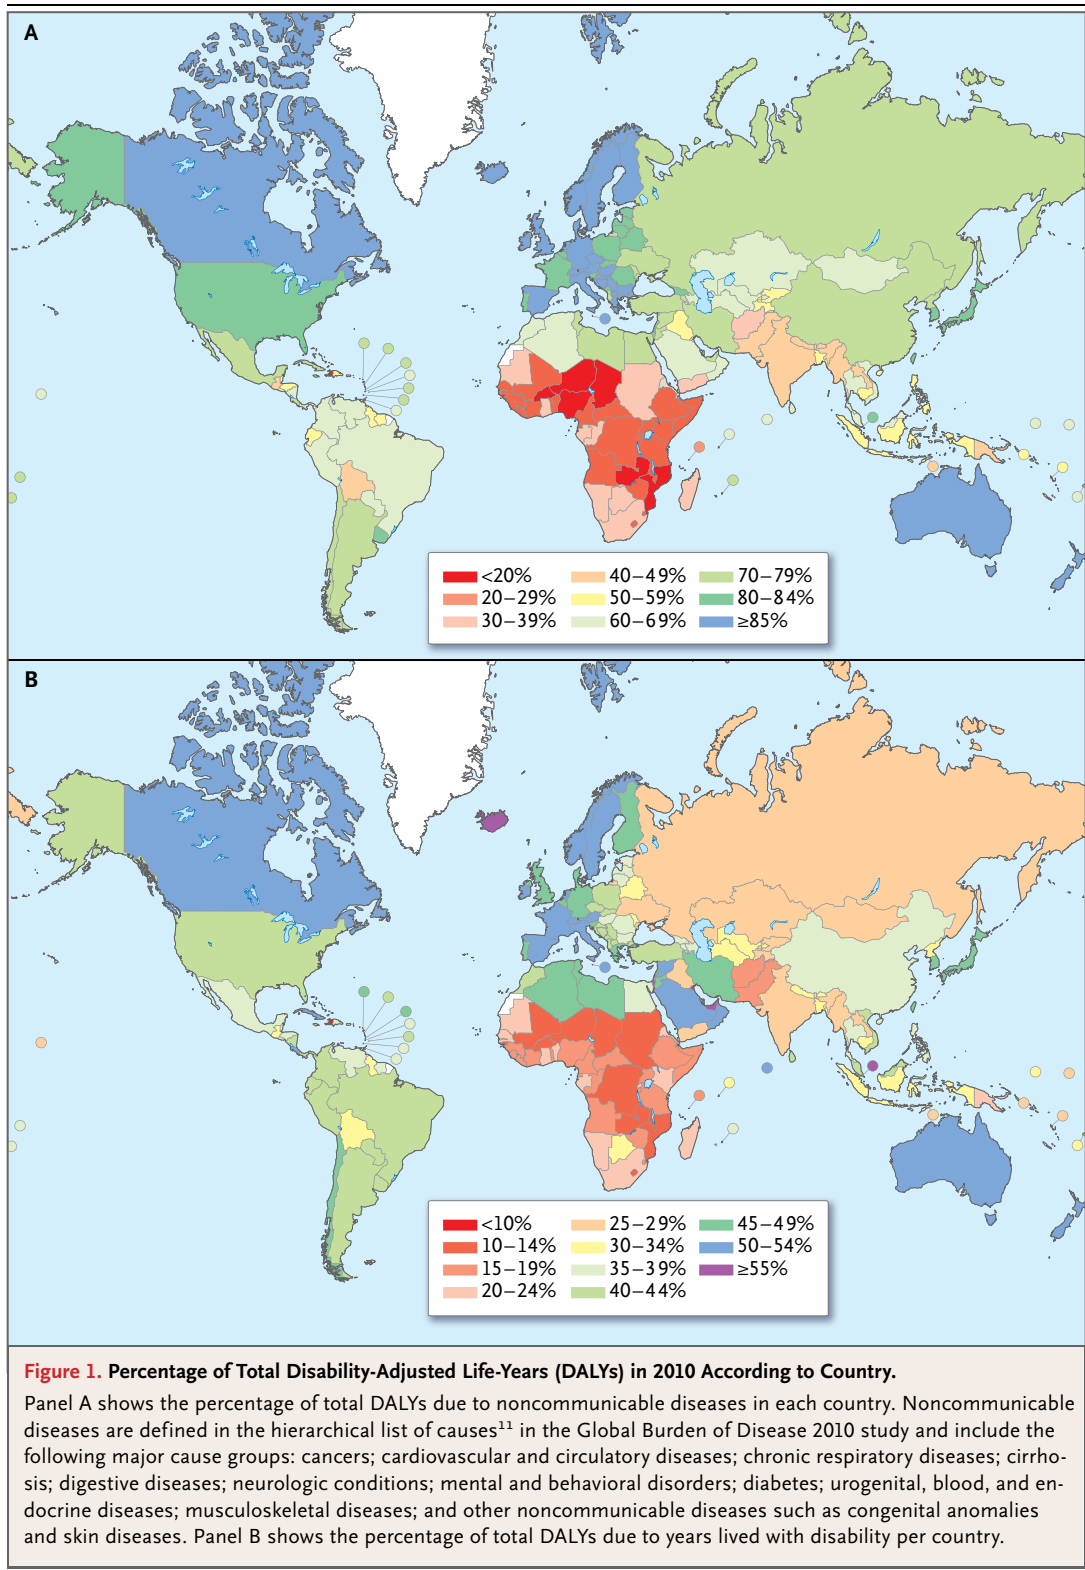 A
<20%
20–29%
30–39%
40–49%
50–59%
60–69%
70–79%
80–84%
≥85%
B
<10%
10–14%
15–19%
20–24%
25–29%
30–34%
35–39%
40–44%
45–49%
50–54%
≥55%
Figure 1. Percentage of Total Disability-Adjusted Life-Years (DALYs) in 2010 According to Country.
Panel A shows the percentage of total DALYs due to noncommunicable diseases in each country. Noncommunicable
diseases are defined in the hierarchical list of causes¹¹ in the Global Burden of Disease 2010 study and include the
following major cause groups: cancers; cardiovascular and circulatory diseases; chronic respiratory diseases; cirrho-
sis; digestive diseases; neurologic conditions; mental and behavioral disorders; diabetes; urogenital, blood, and en-
docrine diseases; musculoskeletal diseases; and other noncommunicable diseases such as congenital anomalies
and skin diseases. Panel B shows the percentage of total DALYs due to years lived with disability per country.